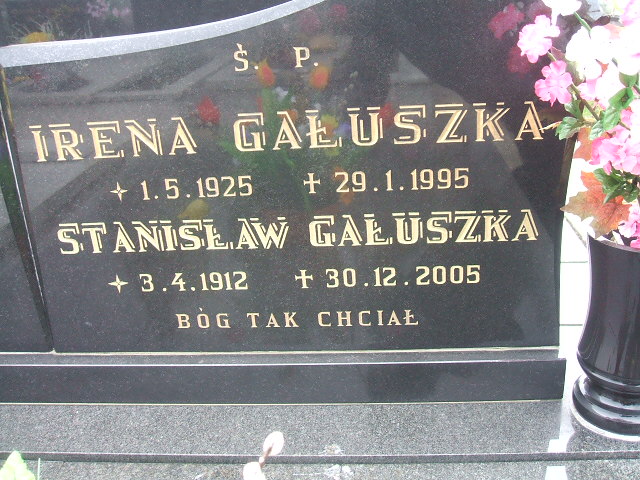 Ś. P.
IRENA GAŁUSZKA
1.5.1925 29.1.1995
STANISŁAW GAŁUSZKA
3.4.1912 30.12.2005
BÓG TAK CHCIAŁ